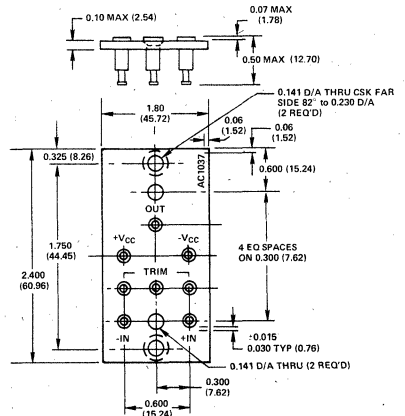 0.10 MAX (2.54)
0.07 MAX
(1.78)
0.50 MAX (12.70)
0.141 D/A THRU CSK FAR
SIDE 82° to 0.230 D/A
(2 REQ'D)
1.80
(45.72)
0.06
(1.52)
0.06
(1.52)
0.325 (8.26)
0.600 (15.24)
AC1037
OUT
+VCC
-VCC
1.750
(44.45)
4 EQ SPACES
ON 0.300 (7.62)
TRIM
2.400
(60.96)
-IN
+IN
±0.015
0.030 TYP (0.76)
0.141 D/A THRU (2 REQ'D)
0.300
(7.62)
0.600
(15.24)